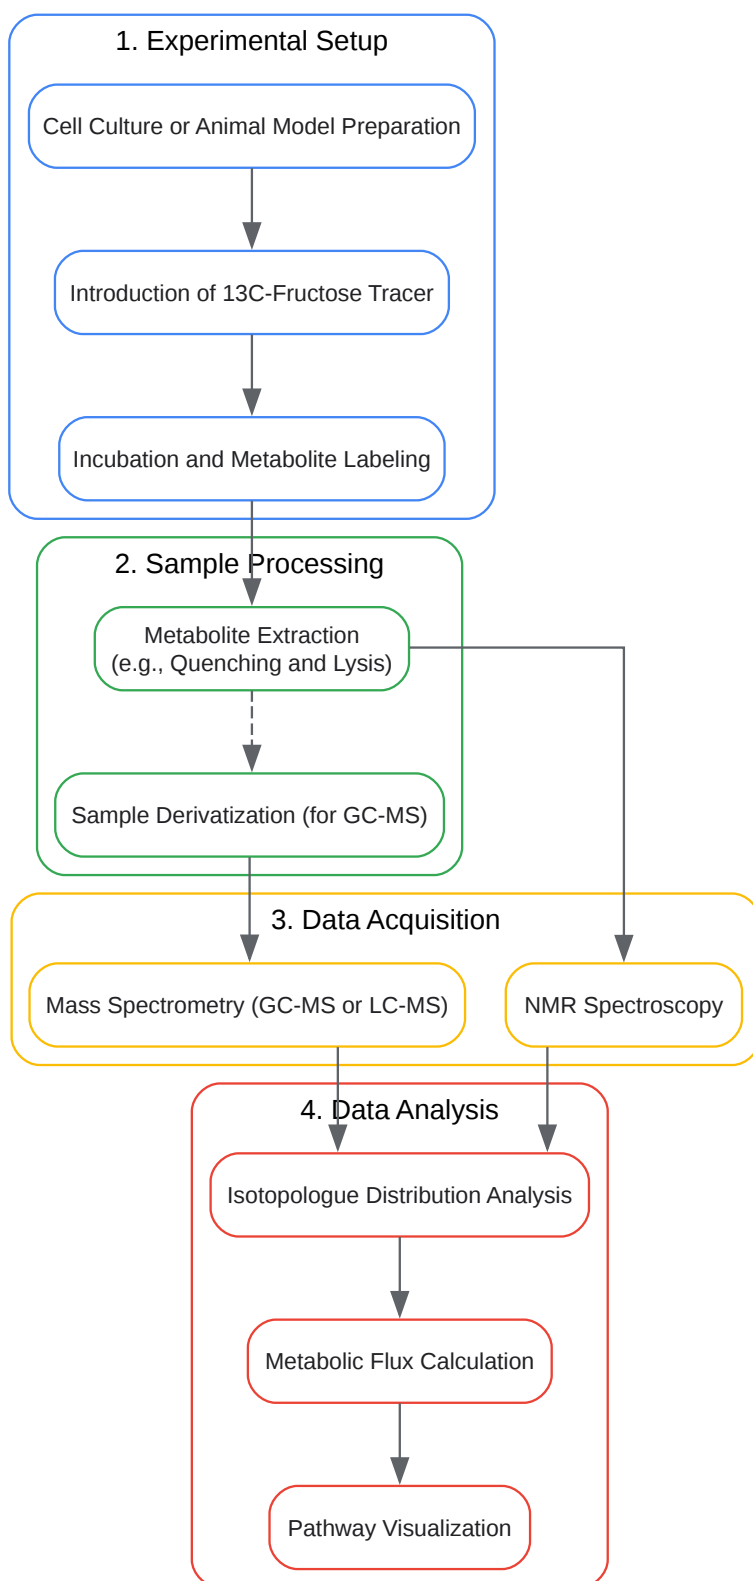 1. Experimental Setup
Cell Culture or Animal Model Preparation
Introduction of 13C-Fructose Tracer
Incubation and Metabolite Labeling
2. Sample Processing
Metabolite Extraction
(e.g., Quenching and Lysis)
Sample Derivatization (for GC-MS)
3. Data Acquisition
Mass Spectrometry (GC-MS or LC-MS)
NMR Spectroscopy
4. Data Analysis
Isotopologue Distribution Analysis
Metabolic Flux Calculation
Pathway Visualization